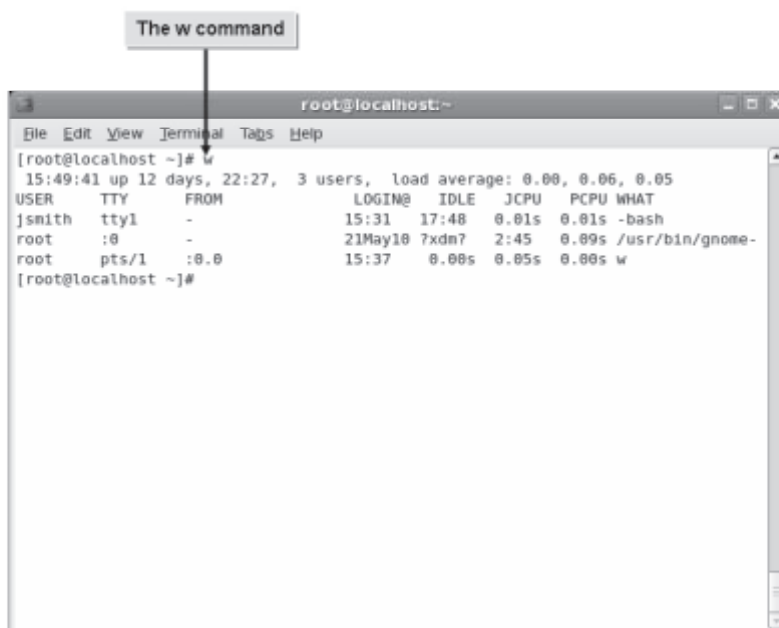 The w command
root@localhost:~
File Edit View Terminal Tabs Help
[root@localhost ~]# w
15:49:41 up 12 days, 22:27, 3 users, load average: 0.00, 0.06, 0.05
USER TTY FROM LOGIN@ IDLE JCPU PCPU WHAT
jsmith tty1 - 15:31 17:48 0.01s 0.01s -bash
root :0 - 21May10 ?xdm? 2:45 0.09s /usr/bin/gnome-
root pts/1 :0.0 15:37 0.00s 0.05s 0.00s w
[root@localhost ~]#